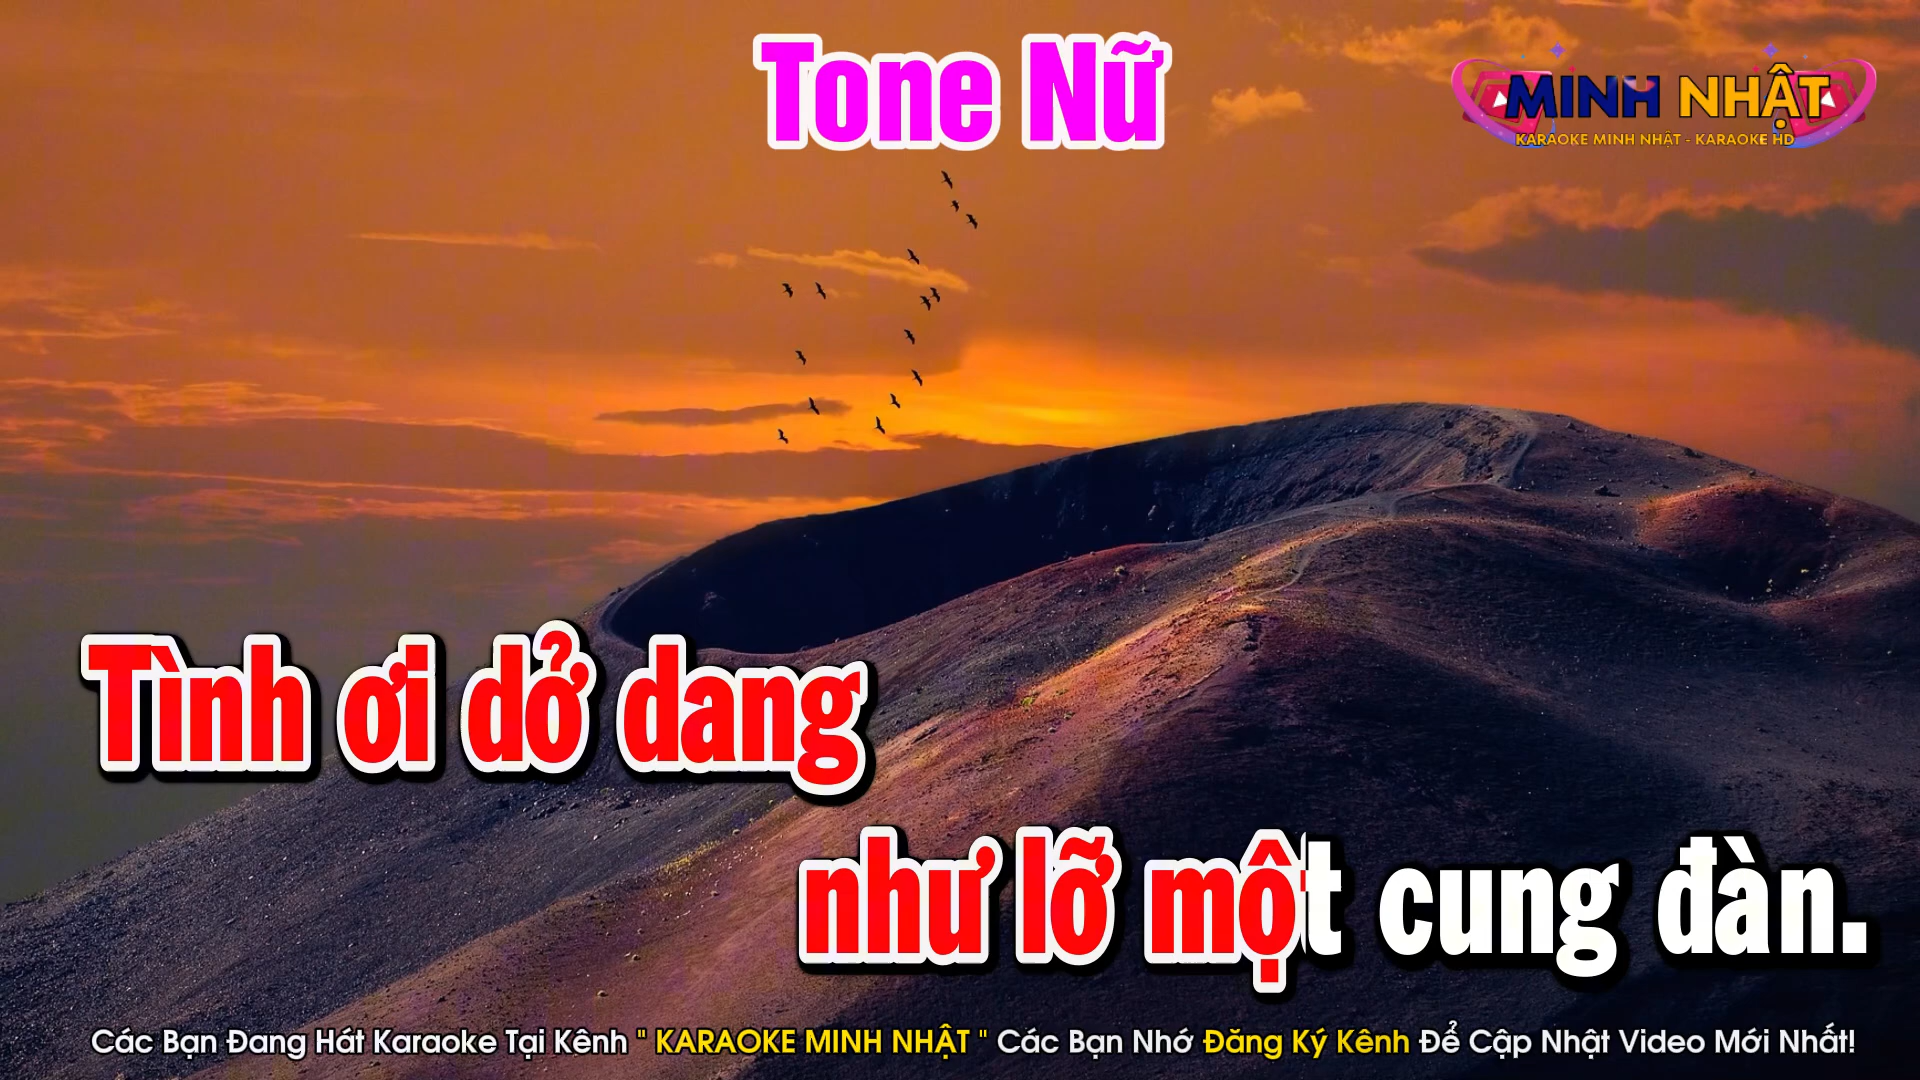 Tone Nữ
MINH NHẬT
KARAOKE MINH NHẬT - KARAOKE HD
Tình ơi dở dang
như lỡ một cung đàn.
Các Bạn Đang Hát Karaoke Tại Kênh " KARAOKE MINH NHẬT " Các Bạn Nhớ Đăng Ký Kênh Để Cập Nhật Video Mới Nhất!